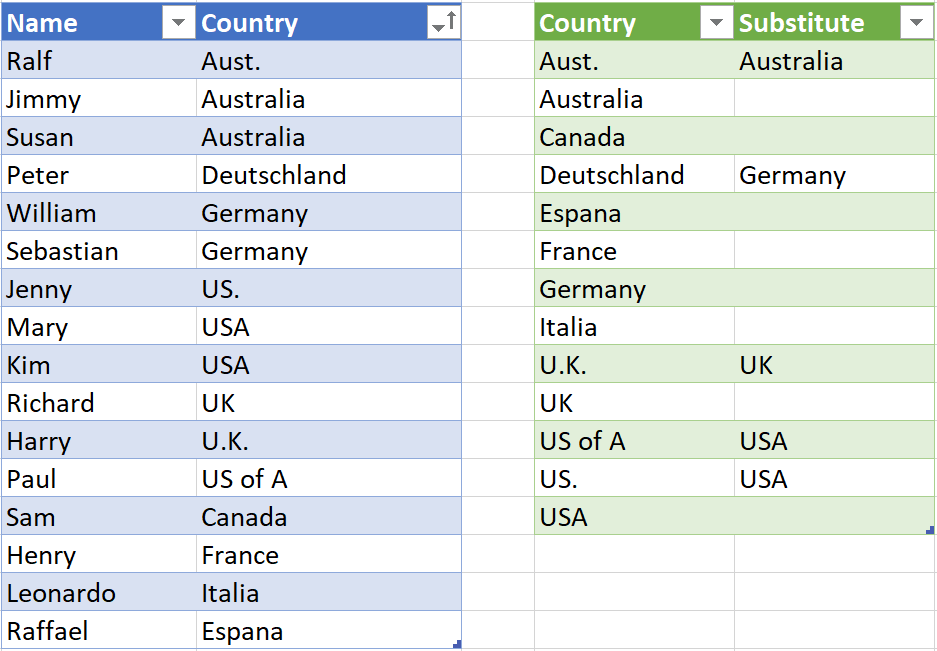 Name Country Country Substitute
Ralf Aust. Aust. Australia
Jimmy Australia Australia
Susan Australia Canada
Peter Deutschland Deutschland Germany
William Germany Espana
Sebastian Germany France
Jenny US. Germany
Mary USA Italia
Kim USA U.K. UK
Richard UK UK
Harry U.K. US of A USA
Paul US of A US. USA
Sam Canada USA
Henry France
Leonardo Italia
Raffael Espana